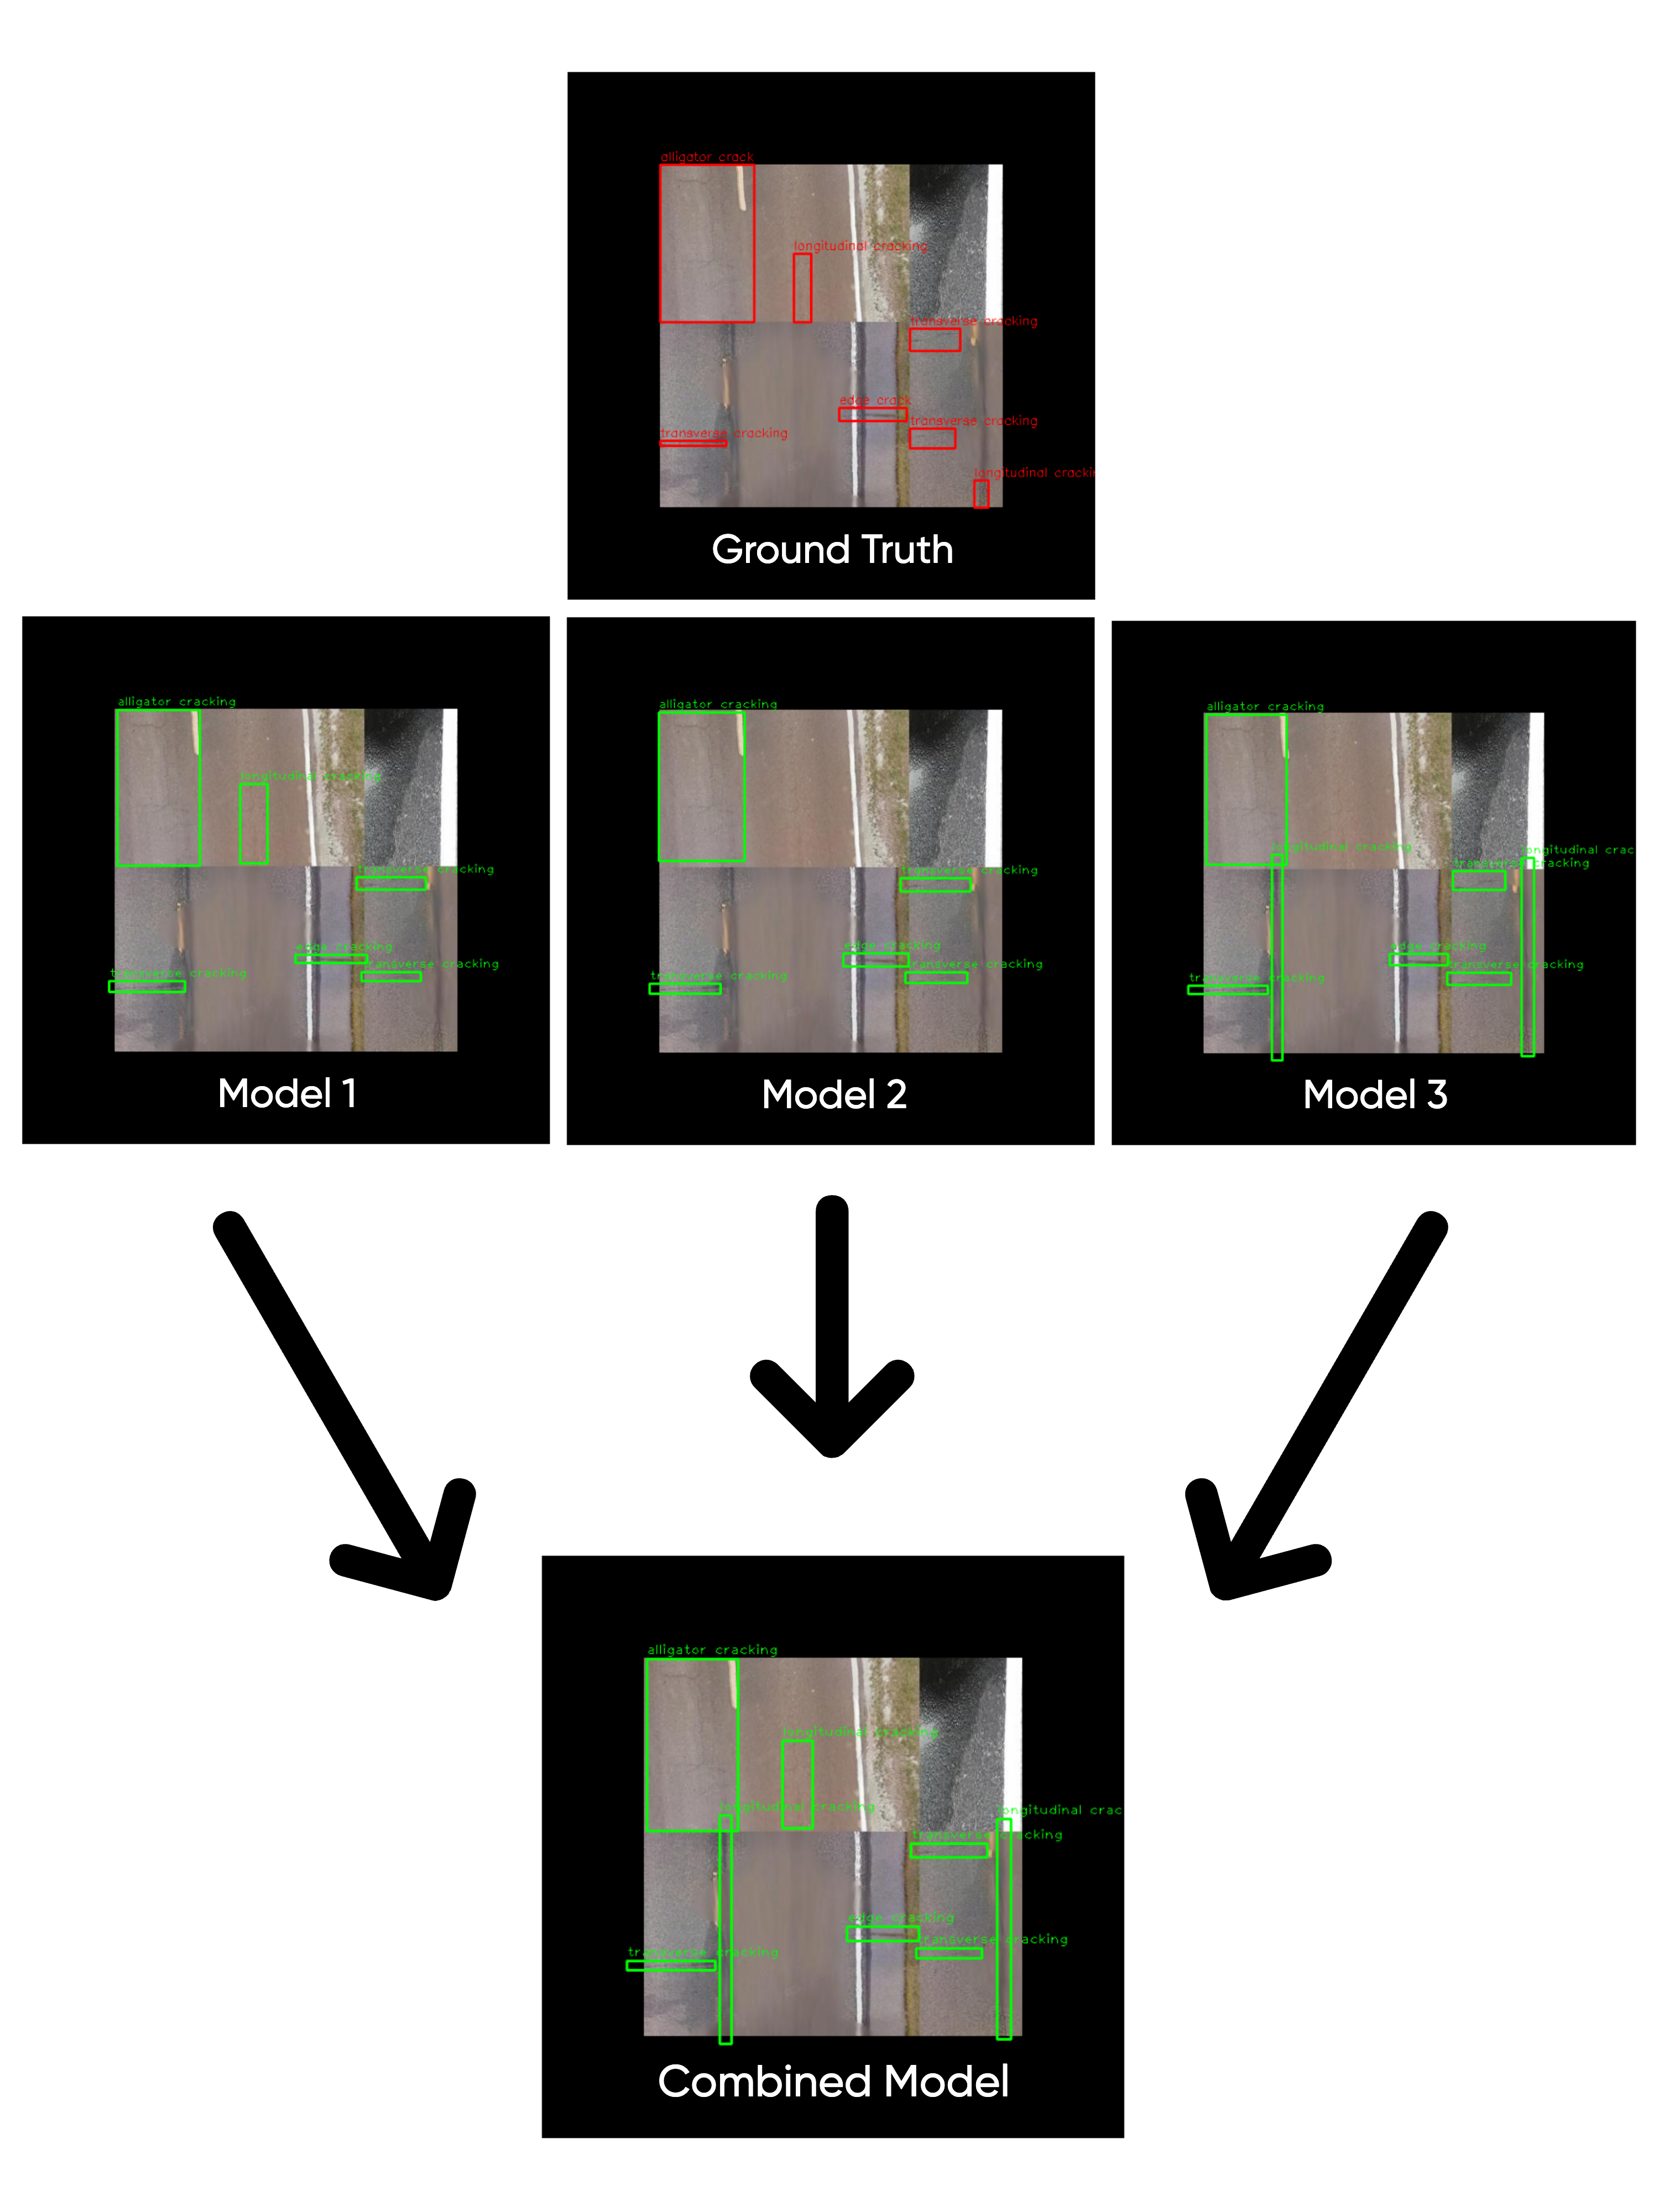 alligator crack
longitudinal cracking
transverse cracking
edge crack
transverse cracking
transverse cracking
longitudinal crackin
Ground Truth
alligator cracking
longitudinal cracking
transverse cracking
edge cracking
transverse cracking
transverse cracking
Model 1
alligator cracking
transverse cracking
edge cracking
transverse cracking
transverse cracking
Model 2
alligator cracking
longitudinal cracking
longitudinal crac
transverse cracking
edge cracking
transverse cracking
transverse cracking
Model 3
alligator cracking
longitudinal cracking
longitudinal cracking
longitudinal crac
transverse cracking
edge cracking
transverse cracking
transverse cracking
Combined Model